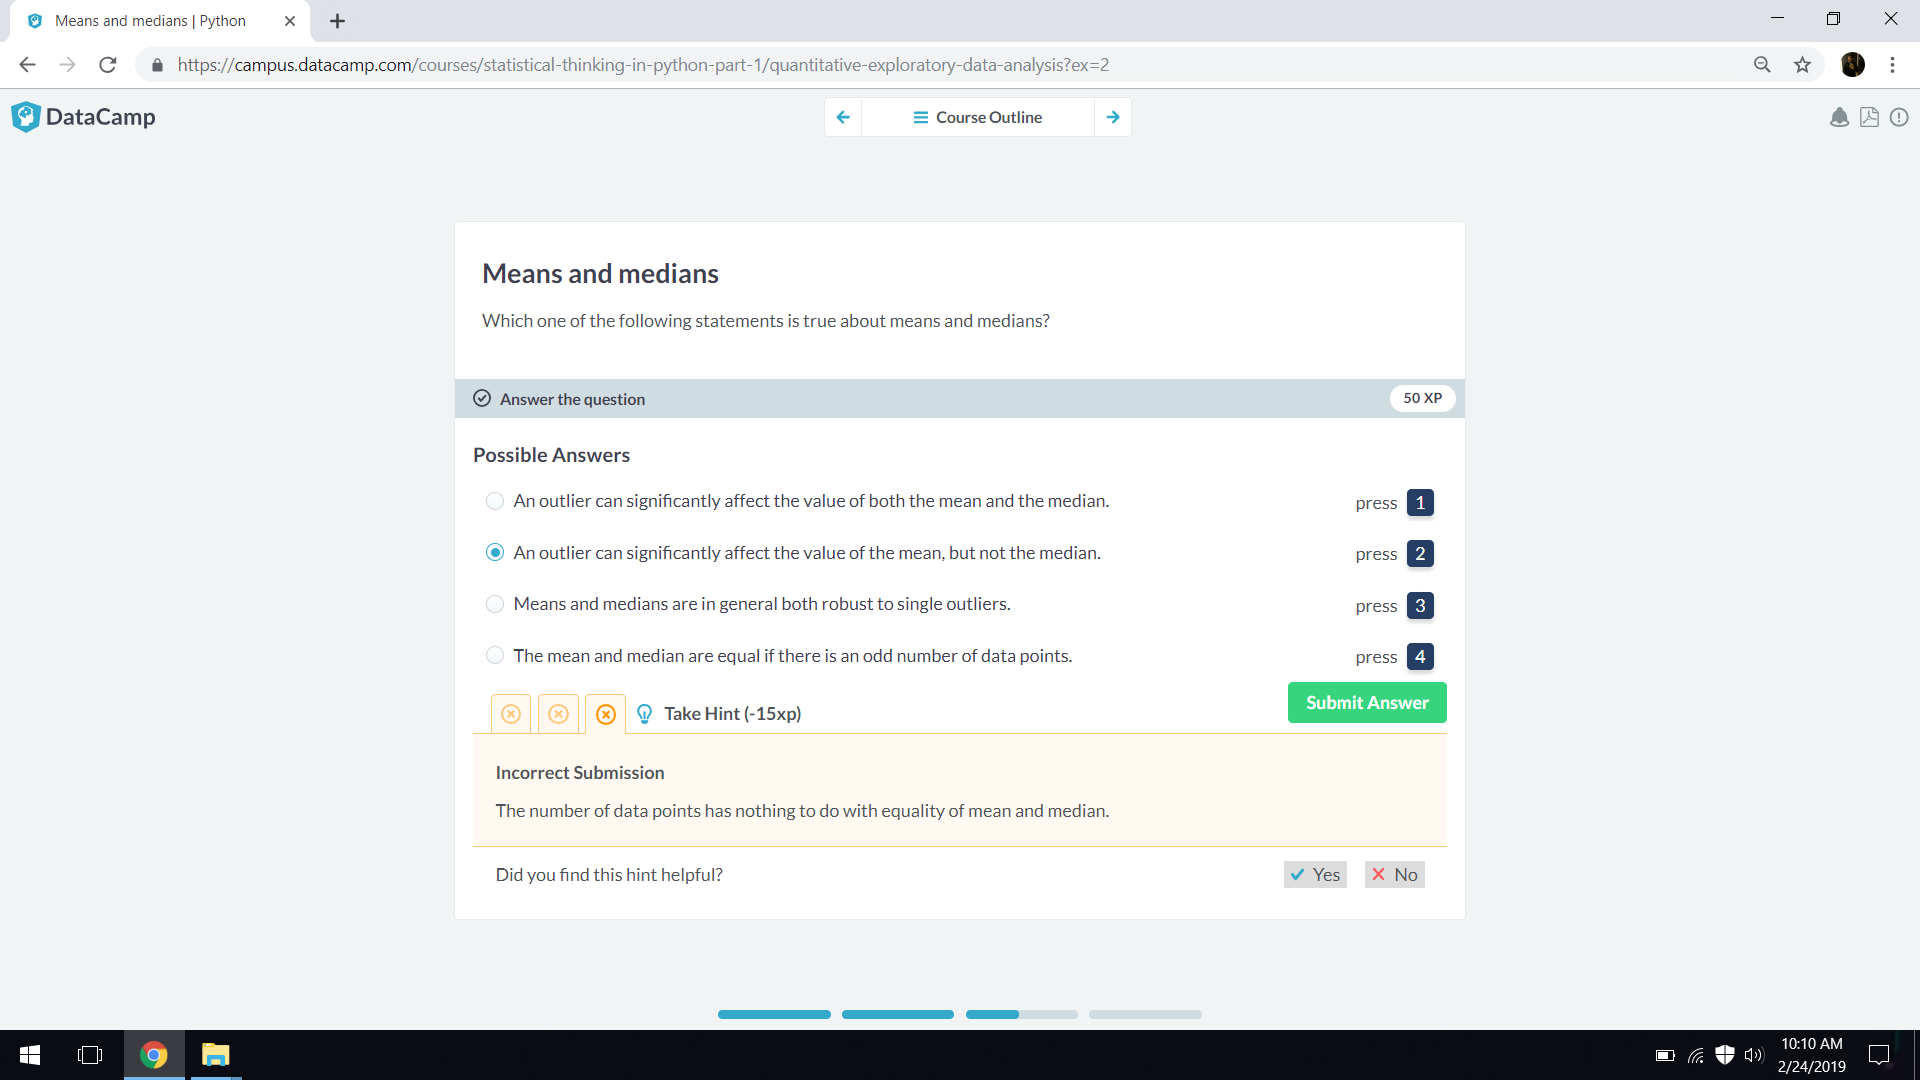 Means and medians | Python
https://campus.datacamp.com/courses/statistical-thinking-in-python-part-1/quantitative-exploratory-data-analysis?ex=2
DataCamp
Course Outline
Means and medians
Which one of the following statements is true about means and medians?
Answer the question
50 XP
Possible Answers
An outlier can significantly affect the value of both the mean and the median.
press 1
An outlier can significantly affect the value of the mean, but not the median.
press 2
Means and medians are in general both robust to single outliers.
press 3
The mean and median are equal if there is an odd number of data points.
press 4
Take Hint (-15xp)
Submit Answer
Incorrect Submission
The number of data points has nothing to do with equality of mean and median.
Did you find this hint helpful?
Yes
No
10:10 AM
2/24/2019